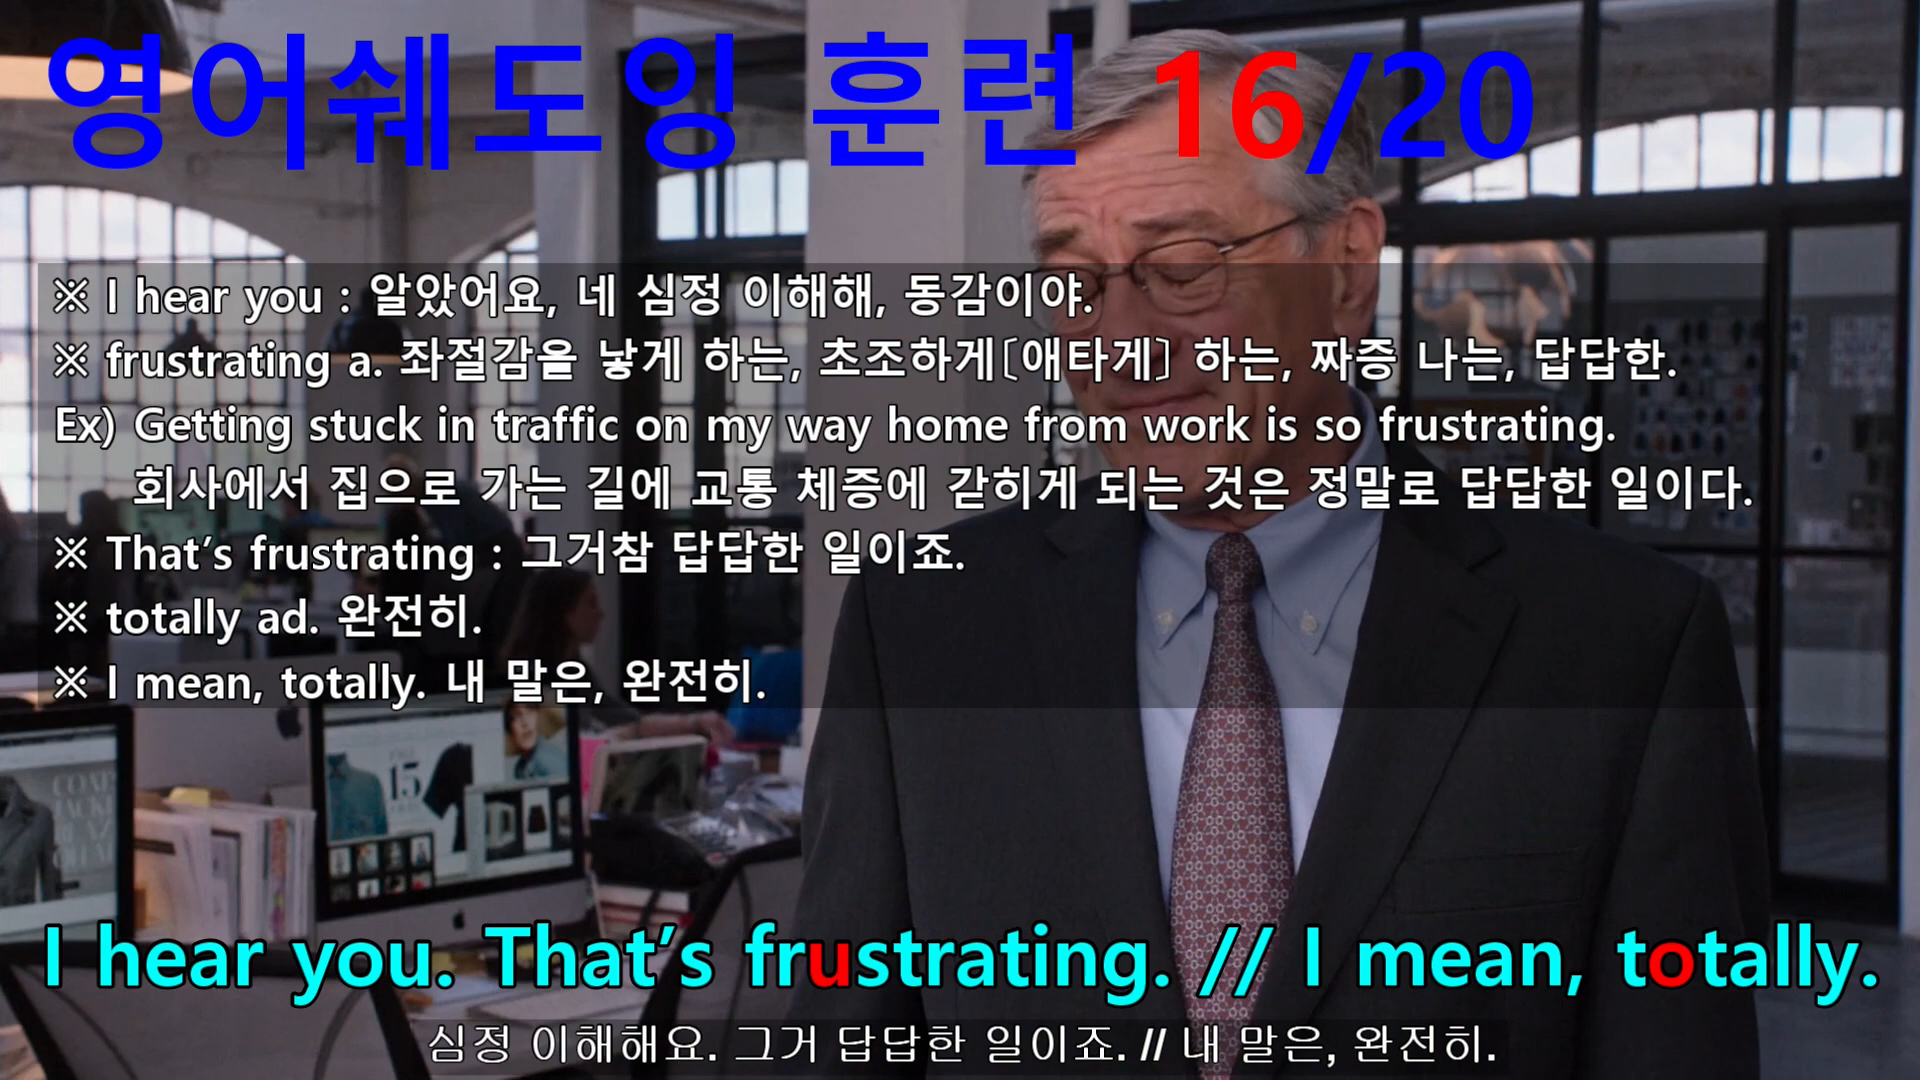 영어쉐도잉 훈련 16/20
※ I hear you : 알았어요, 네 심정 이해해, 동감이야.
※ frustrating a. 좌절감을 낳게 하는, 초조하게[애타게] 하는, 짜증 나는, 답답한.
Ex) Getting stuck in traffic on my way home from work is so frustrating.
회사에서 집으로 가는 길에 교통 체증에 갇히게 되는 것은 정말로 답답한 일이다.
※ That's frustrating : 그거참 답답한 일이죠.
※ totally ad. 완전히.
※ I mean, totally. 내 말은, 완전히.
15
I hear you. That's frustrating. // I mean, totally.
심정 이해해요. 그거 답답한 일이죠. // 내 말은, 완전히.